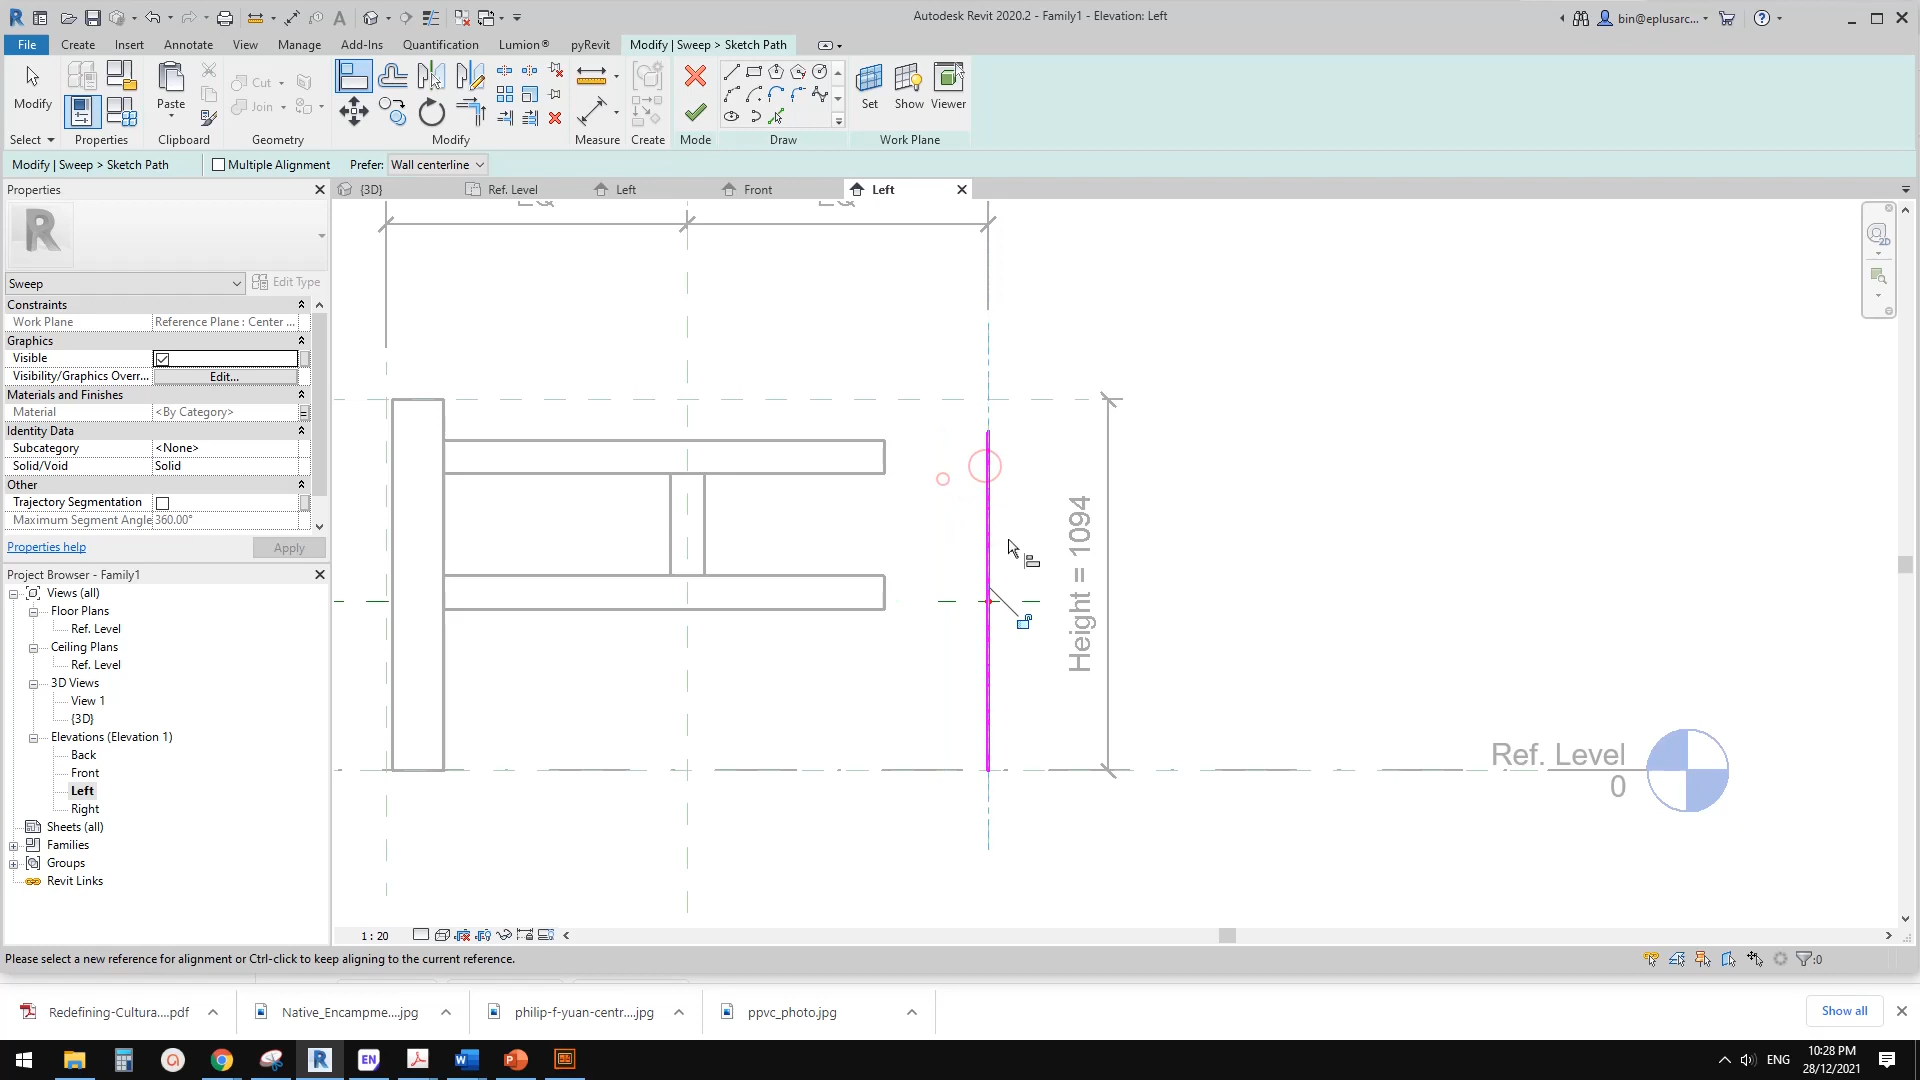 Autodesk Revit 2020.2 - Family1 - Elevation: Left
bin@eplusarc...
File Create Insert Annotate View Manage Add-Ins Quantification Lumion® pyRevit Modify | Sweep > Sketch Path
Modify
Paste
Cut
Join
Set Show Viewer
Select Properties Clipboard Geometry Modify Measure Create Mode Draw Work Plane
Modify | Sweep > Sketch Path
Multiple Alignment Prefer: Wall centerline
Properties
{3D} Ref. Level Left Front Left
Sweep
Edit Type
Constraints
Work Plane Reference Plane : Center ...
Graphics
Visible
Visibility/Graphics Overr... Edit...
Materials and Finishes
Material <By Category>
Identity Data
Subcategory <None>
Solid/Void Solid
Other
Trajectory Segmentation
Maximum Segment Angle 360.00°
Properties help Apply
Project Browser - Family1
Views (all)
Floor Plans
Ref. Level
Ceiling Plans
Ref. Level
3D Views
View 1
{3D}
Elevations (Elevation 1)
Back
Front
Left
Right
Sheets (all)
Families
Groups
Revit Links
EQ EQ
Height = 1094
Ref. Level
0
1 : 20
Please select a new reference for alignment or Ctrl-click to keep aligning to the current reference.
:0
Redefining-Cultura....pdf Native_Encampme....jpg philip-f-yuan-centr....jpg ppvc_photo.jpg Show all
ENG
10:28 PM
28/12/2021